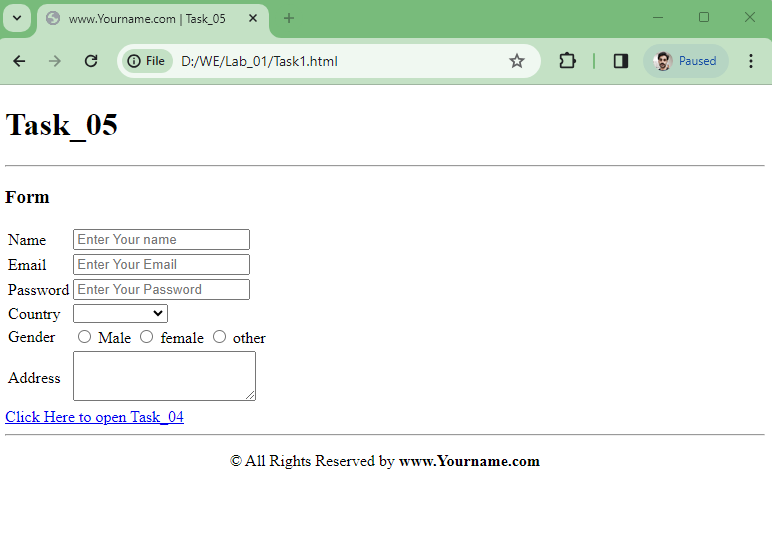 www.Yourname.com | Task_05
File D:/WE/Lab_01/Task1.html Paused
Task_05
Form
Name Enter Your name
Email Enter Your Email
Password Enter Your Password
Country
Gender Male female other
Address
Click Here to open Task_04
© All Rights Reserved by www.Yourname.com